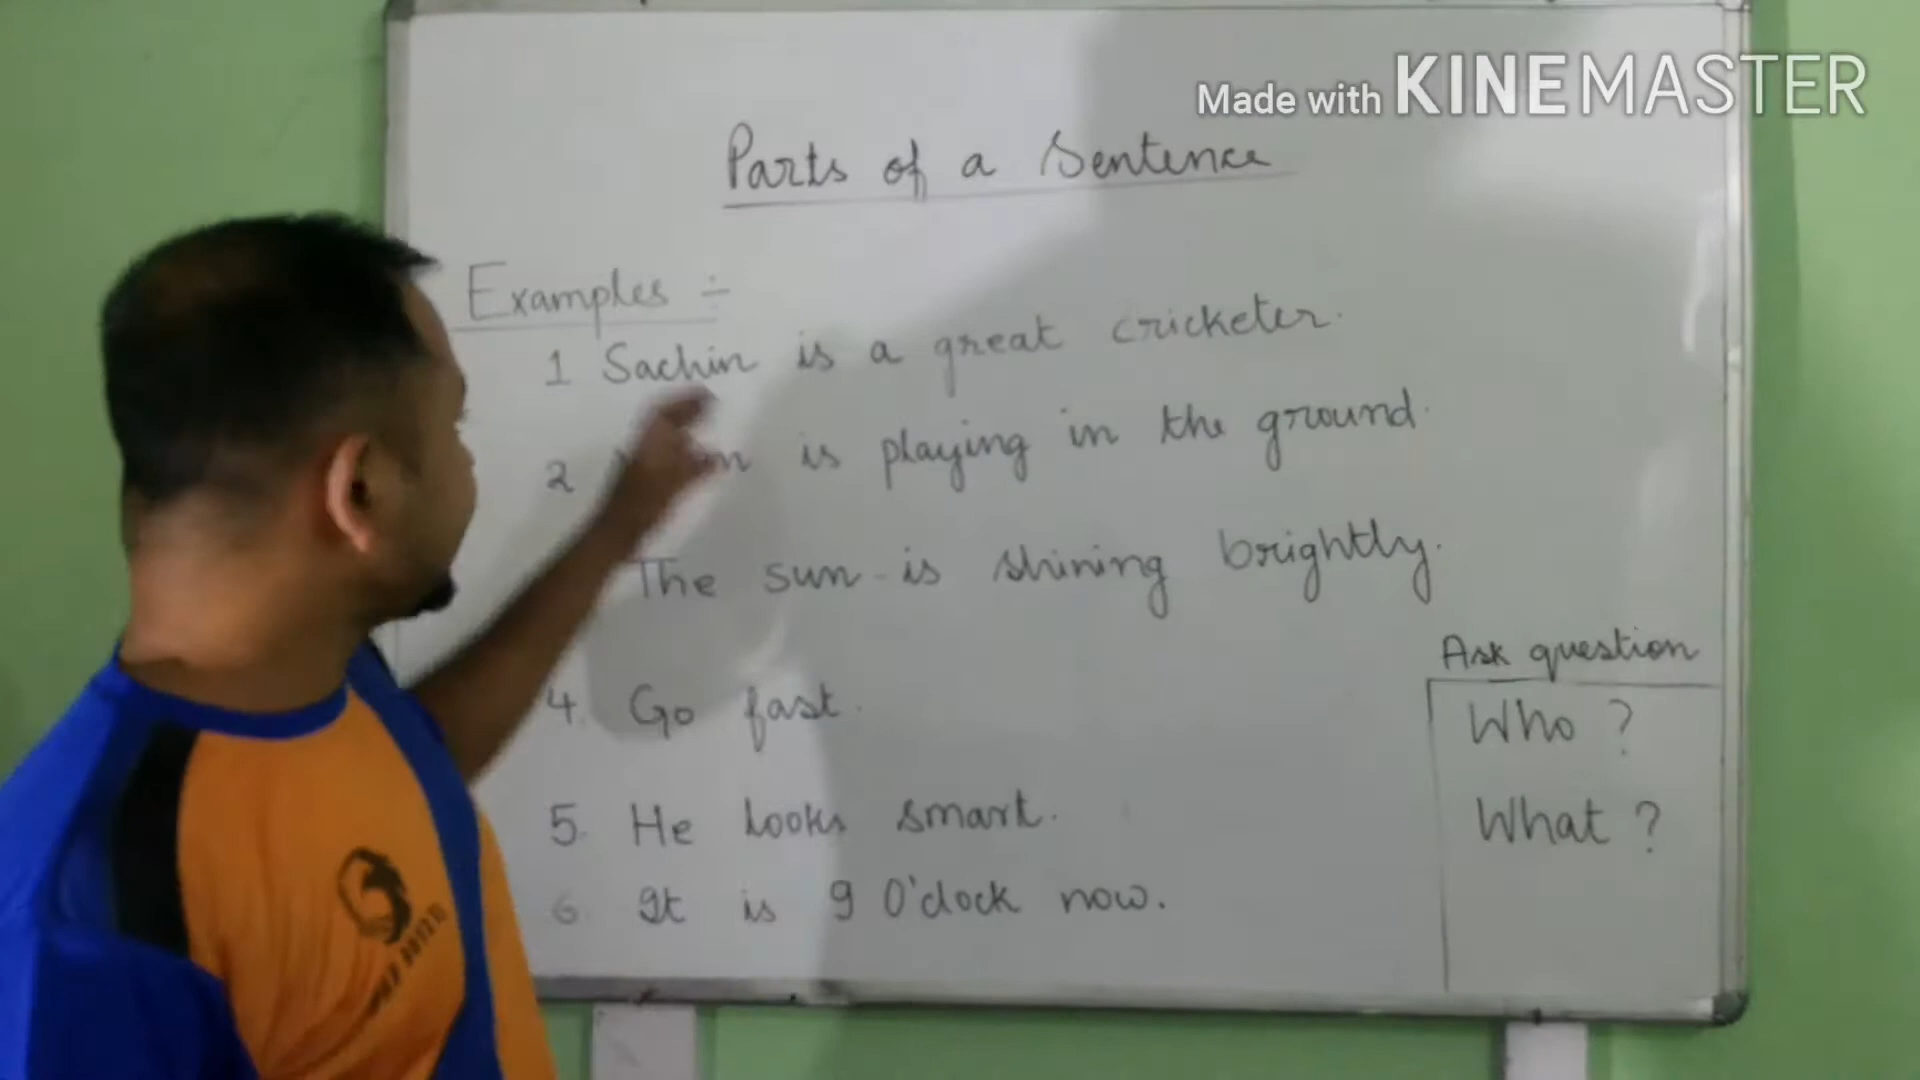 Made with KINEMASTER
Parts of a Sentence
Examples :-
1 Sachin is a great cricketer.
2 is playing in the ground.
The sun is shining brightly.
Ask question
4. Go fast.
Who ?
5. He looks smart.
What ?
6. It is 9 O'clock now.